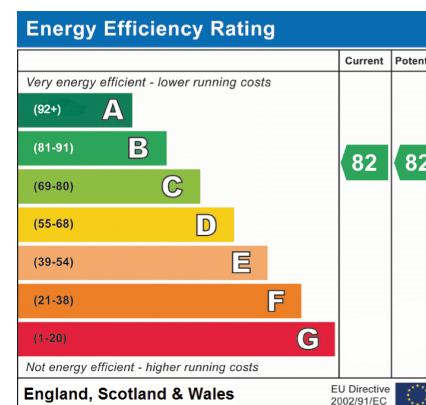 Energy Efficiency Rating
Current Potent
Very energy efficient - lower running costs
(92+) A
(81-91) B
82 82
(69-80) C
(55-68) D
(39-54) E
(21-38) F
(1-20) G
Not energy efficient - higher running costs
England, Scotland & Wales
EU Directive
2002/91/EC